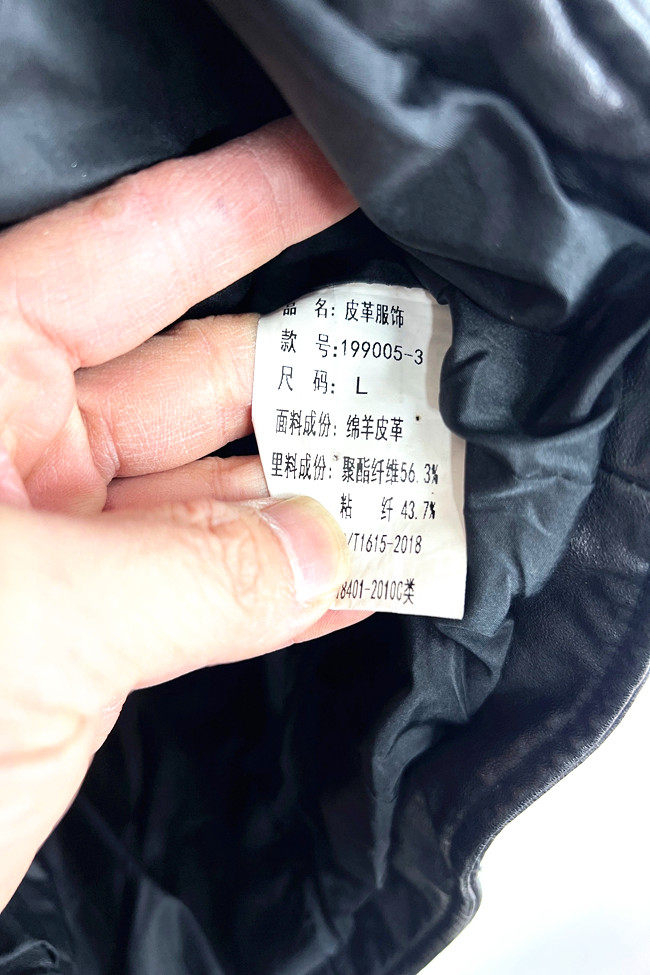 品 名: 皮革服饰
款 号:199005-3
尺 码: L
面料成份: 绵羊皮革
里料成份: 聚酯纤维56.3%
粘 纤 43.7%
/T1615-2018
18401-2010C类